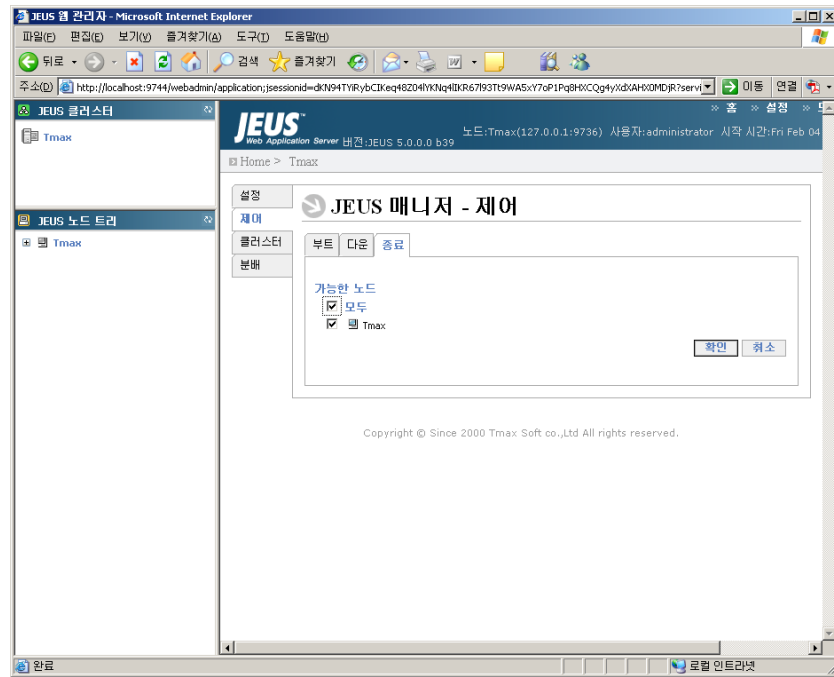 JEUS 웹 관리자 - Microsoft Internet Explorer
파일(F) 편집(E) 보기(V) 즐겨찾기(A) 도구(T) 도움말(H)
뒤로 검색 즐겨찾기
주소(D) http://localhost:9744/webadmin/ 이동 연결
JEUS 클러스터
Tmax
JEUS 노드 트리
Tmax
» 홈 » 설정 »
JEUS
Web Application Server 버전:JEUS 5.0.0.0 b39
노드:Tmax(127.0.0.1:9736) 사용자:administrator 시작 시간:Fri Feb 04
Home > Tmax
설정
제어
클러스터
분배
JEUS 매니저 - 제어
부트 다운 종료
가능한 노드
모두
Tmax
확인 취소
Copyright © Since 2000 Tmax Soft co.,Ltd All rights reserved.
완료 로컬 인트라넷